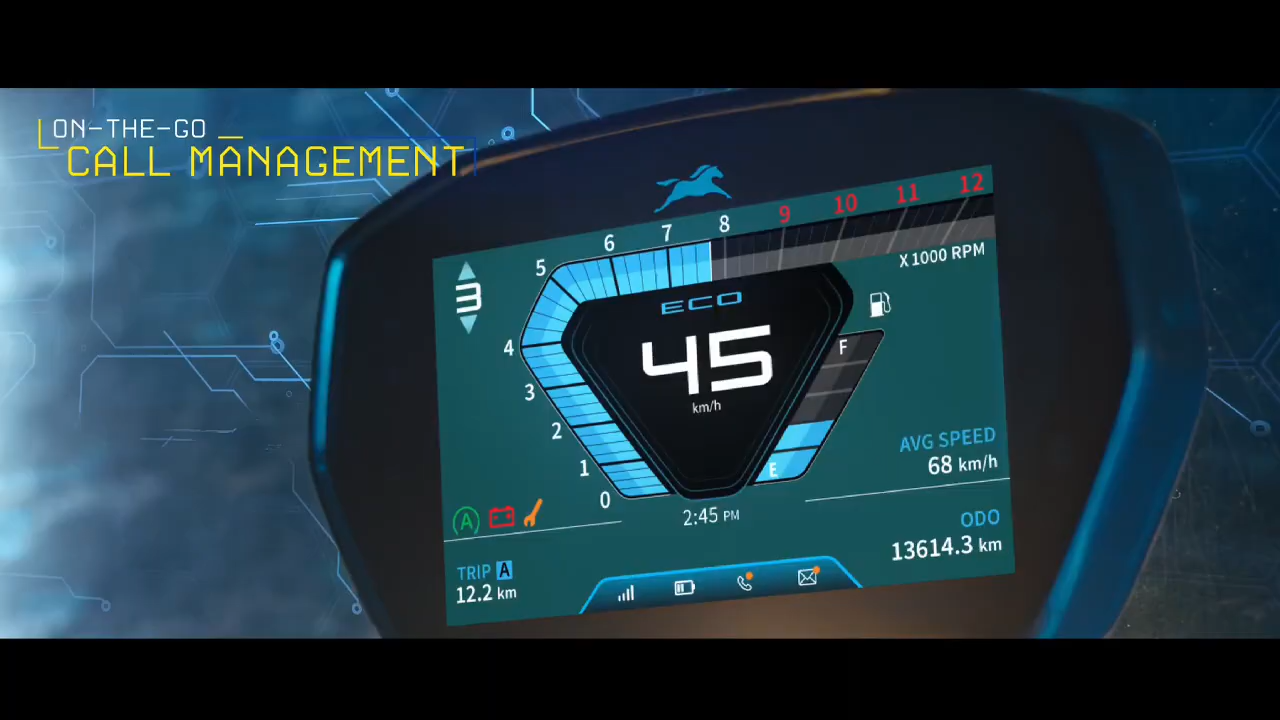 ON-THE-GO
CALL MANAGEMENT
5 6 7 8 9 10 11 12
X 1000 RPM
3
ECO
45
km/h
4
3
2
1
0
F
E
AVG SPEED
68 km/h
A
2:45 PM
ODO
13614.3 km
TRIP A
12.2 km